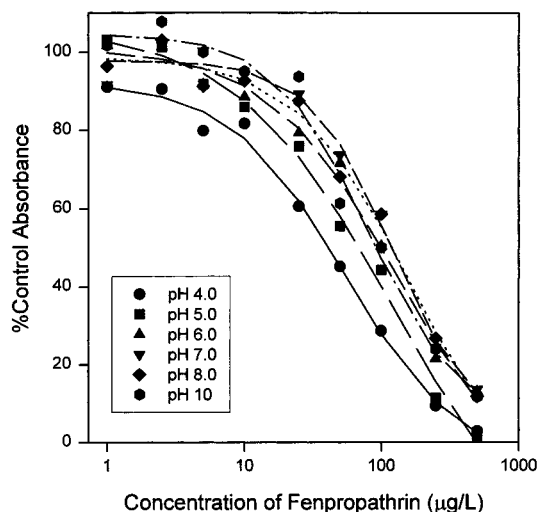 %Control Absorbance
100
80
60
40
20
0
pH 4.0
pH 5.0
pH 6.0
pH 7.0
pH 8.0
pH 10
1 10 100 1000
Concentration of Fenpropathrin (µg/L)